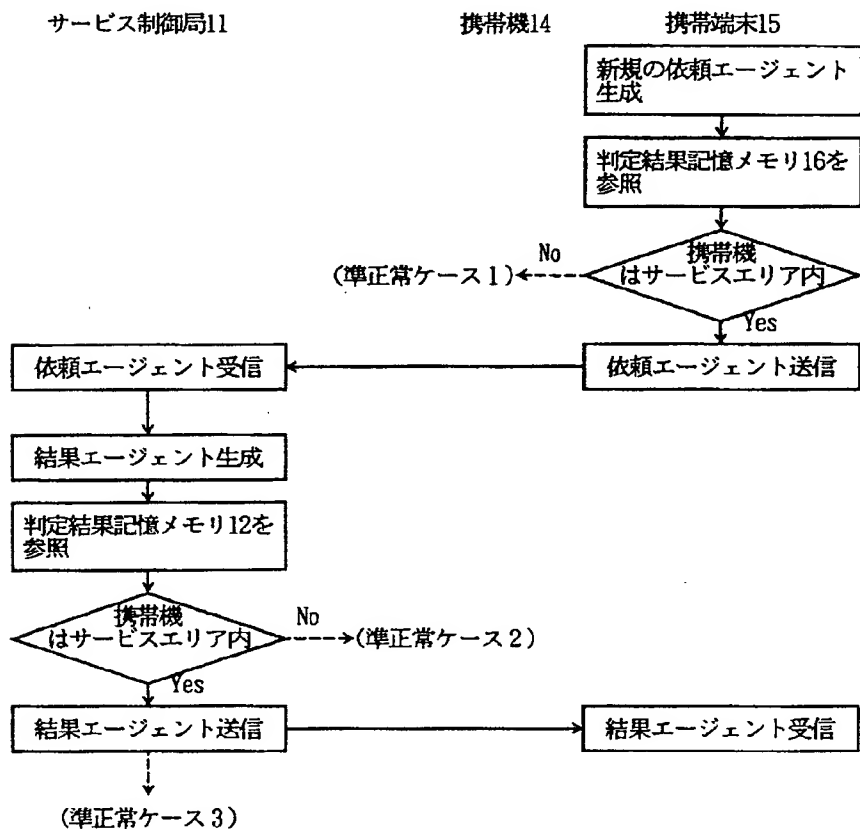 サービス制御局11
携帯機14
携帯端末15
新規の依頼エージェント
生成
判定結果記憶メモリ16を
参照
携帯機
はサービスエリア内
No
(準正常ケース1)
Yes
依頼エージェント送信
依頼エージェント受信
結果エージェント生成
判定結果記憶メモリ12を
参照
携帯機
はサービスエリア内
No
(準正常ケース2)
Yes
結果エージェント送信
結果エージェント受信
(準正常ケース3)